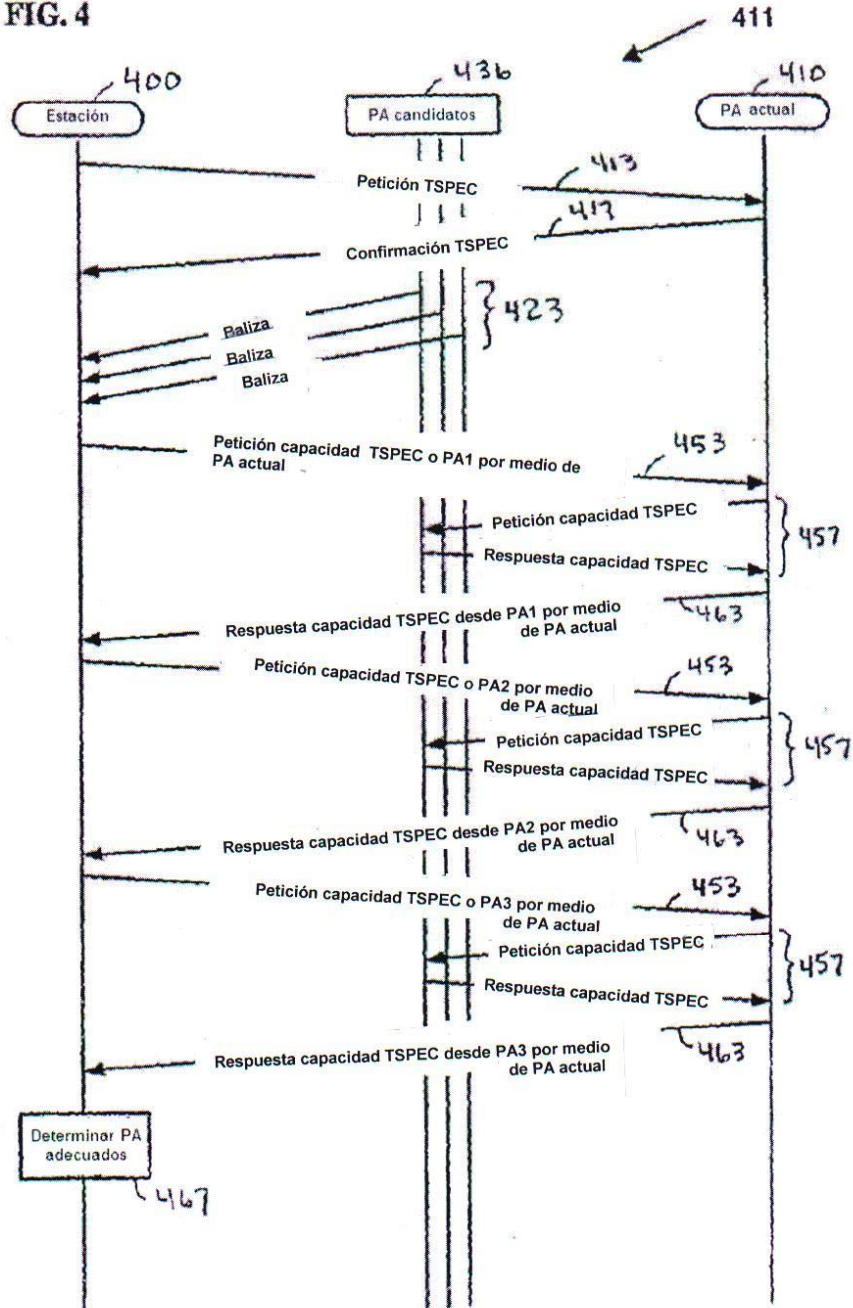 FIG. 4
411
400
436
410
Estación
PA candidatos
PA actual
413
Petición TSPEC
417
Confirmación TSPEC
423
Baliza
Baliza
Baliza
Petición capacidad TSPEC o PA1 por medio de
PA actual
453
Petición capacidad TSPEC
457
Respuesta capacidad TSPEC
463
Respuesta capacidad TSPEC desde PA1 por medio
de PA actual
453
Petición capacidad TSPEC o PA2 por medio
de PA actual
Petición capacidad TSPEC
457
Respuesta capacidad TSPEC
463
Respuesta capacidad TSPEC desde PA2 por medio
de PA actual
453
Petición capacidad TSPEC o PA3 por medio
de PA actual
Petición capacidad TSPEC
457
Respuesta capacidad TSPEC
463
Respuesta capacidad TSPEC desde PA3 por medio
de PA actual
Determinar PA
adecuados
467